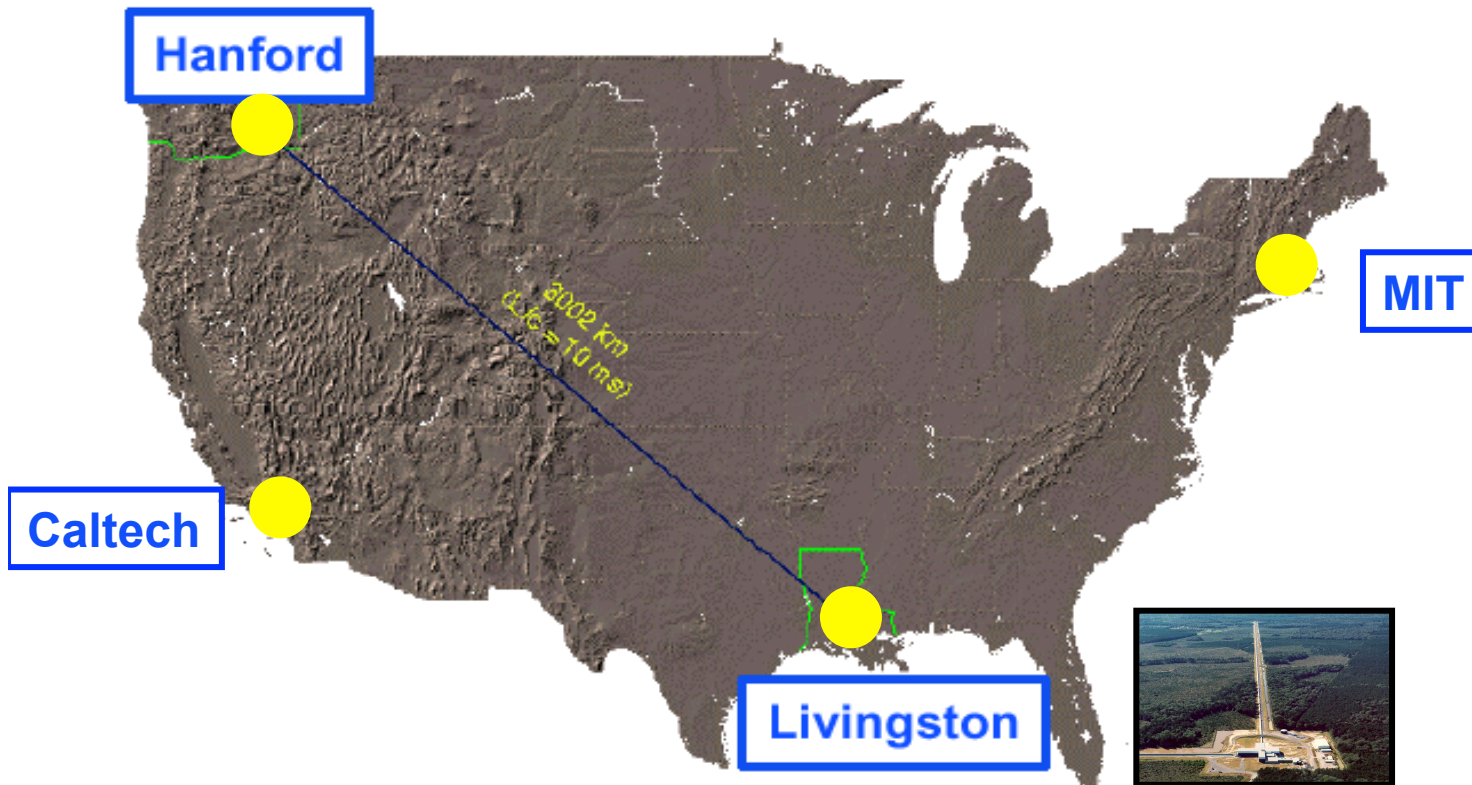 Hanford
3002 km
(L/c = 10 ms)
MIT
Caltech
Livingston